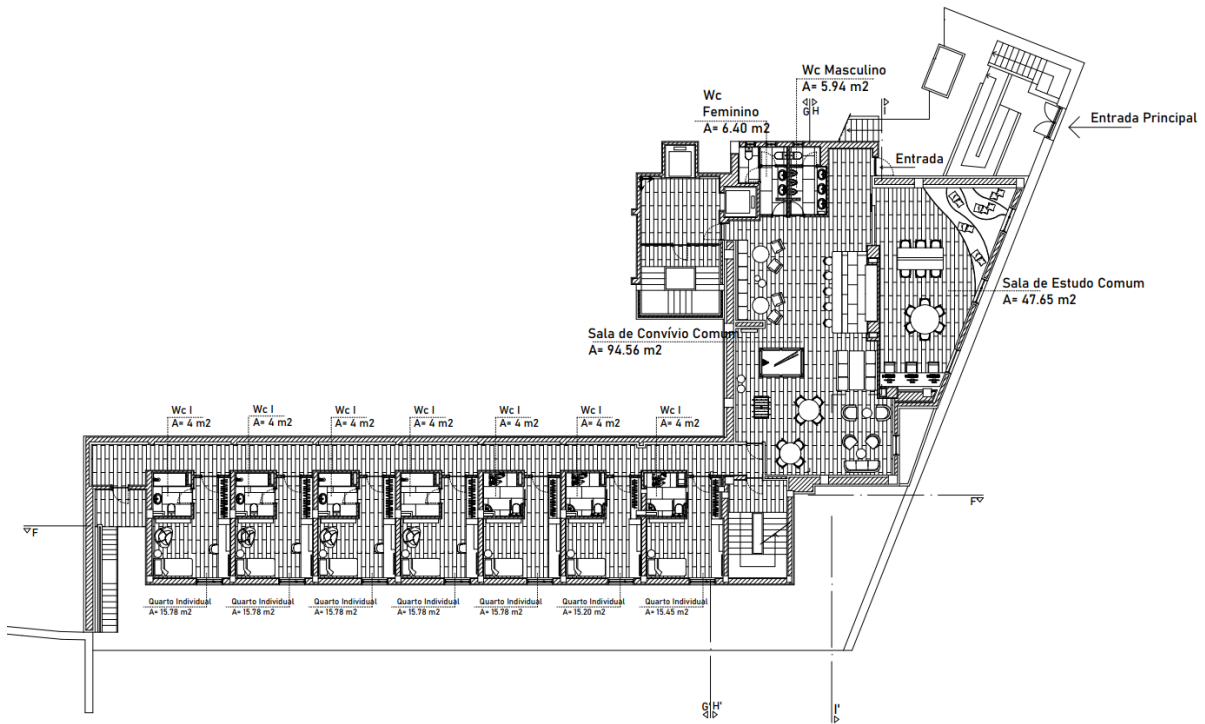 Wc Masculino
A= 5.94 m2
Wc
Feminino
A= 6.40 m2
G H
I
Entrada Principal
Entrada
Sala de Estudo Comum
A= 47.65 m2
Sala de Convívio Comum
A= 94.56 m2
Wc I
A= 4 m2
Wc I
A= 4 m2
Wc I
A= 4 m2
Wc I
A= 4 m2
Wc I
A= 4 m2
Wc I
A= 4 m2
Wc I
A= 4 m2
F
F
Quarto Individual
A= 15.78 m2
Quarto Individual
A= 15.78 m2
Quarto Individual
A= 15.78 m2
Quarto Individual
A= 15.78 m2
Quarto Individual
A= 15.78 m2
Quarto Individual
A= 15.20 m2
Quarto Individual
A= 15.45 m2
G' H'
I'